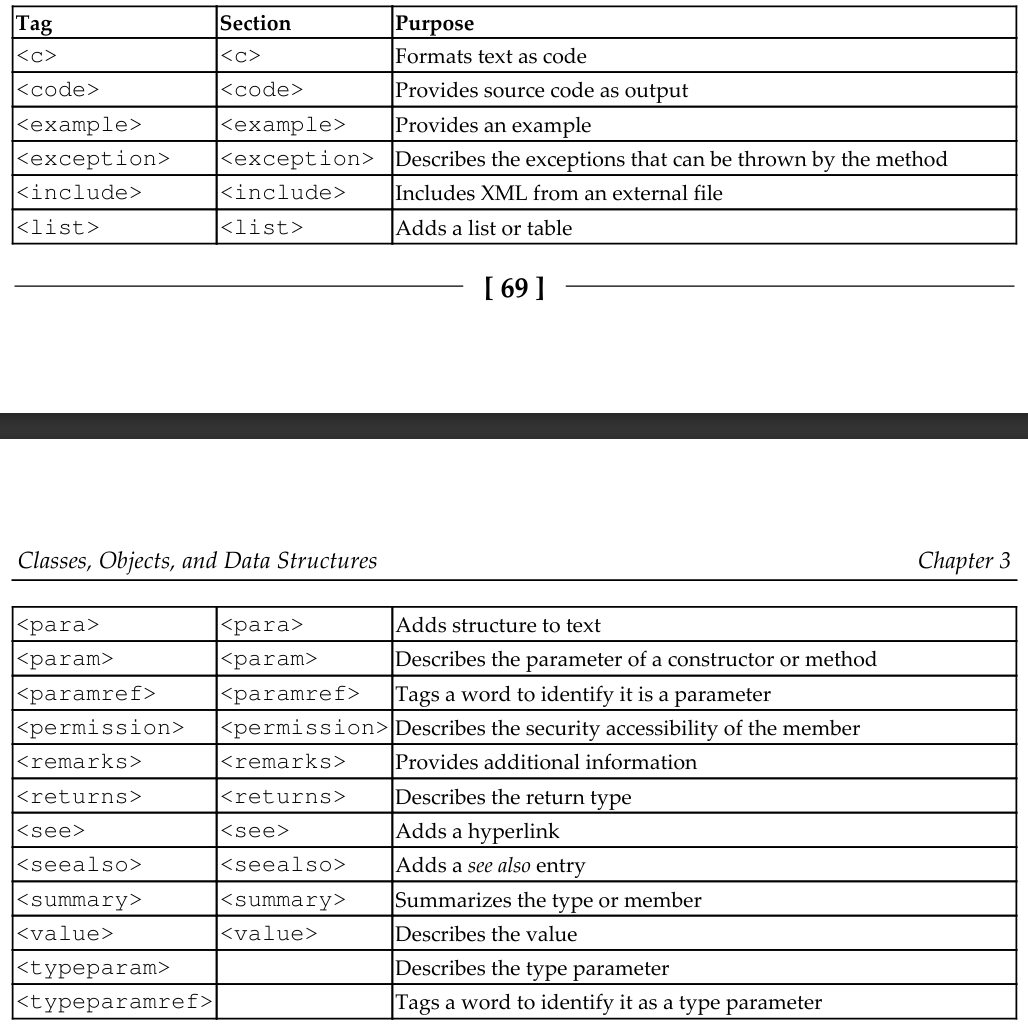 Tag Section Purpose
<c> <c> Formats text as code
<code> <code> Provides source code as output
<example> <example> Provides an example
<exception> <exception> Describes the exceptions that can be thrown by the method
<include> <include> Includes XML from an external file
<list> <list> Adds a list or table
[ 69 ]
Classes, Objects, and Data Structures Chapter 3
<para> <para> Adds structure to text
<param> <param> Describes the parameter of a constructor or method
<paramref> <paramref> Tags a word to identify it is a parameter
<permission> <permission> Describes the security accessibility of the member
<remarks> <remarks> Provides additional information
<returns> <returns> Describes the return type
<see> <see> Adds a hyperlink
<seealso> <seealso> Adds a see also entry
<summary> <summary> Summarizes the type or member
<value> <value> Describes the value
<typeparam> Describes the type parameter
<typeparamref> Tags a word to identify it as a type parameter